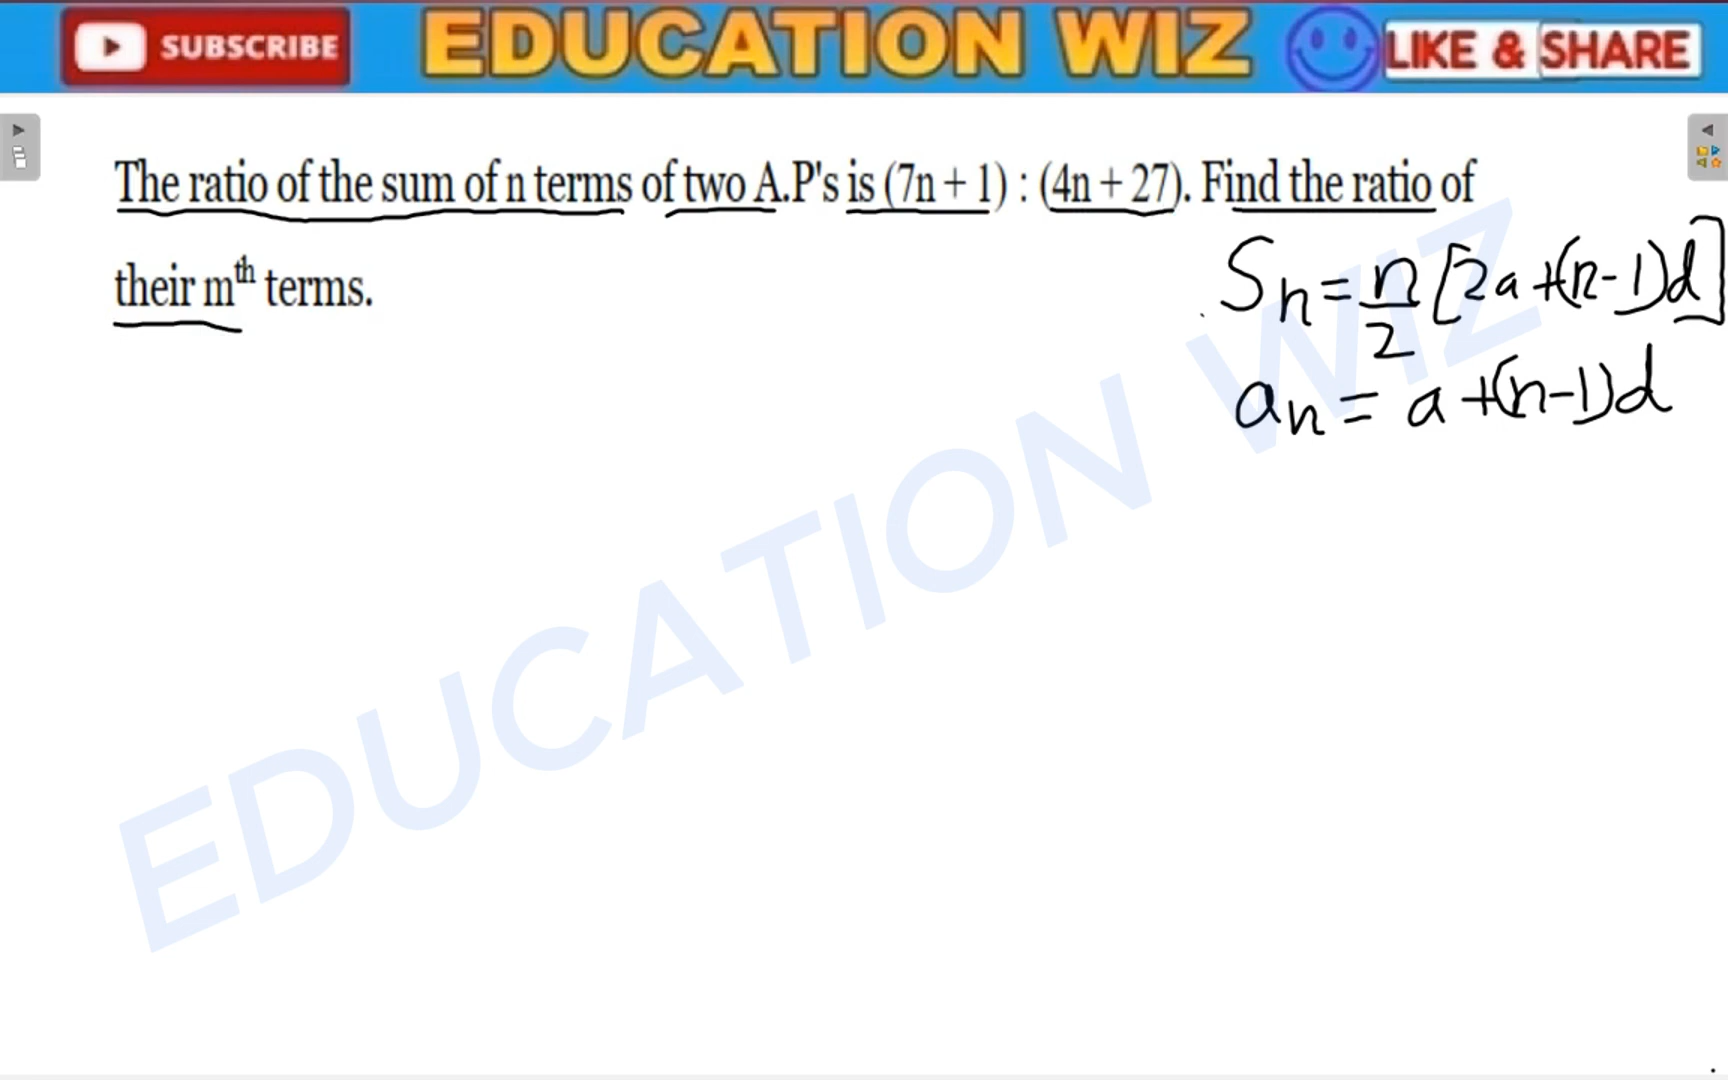 SUBSCRIBE EDUCATION WIZ LIKE & SHARE
The ratio of the sum of n terms of two A.P's is (7n + 1) : (4n + 27). Find the ratio of
their mᵗʰ terms.
Sn = n/2 [2a + (n-1)d]
an = a + (n-1)d
EDUCATION WIZ